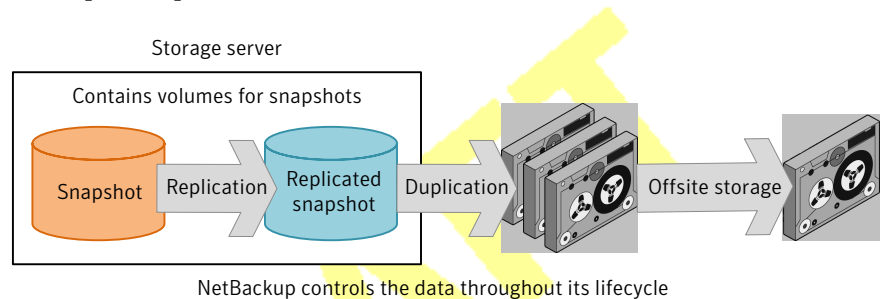 Storage server
Contains volumes for snapshots
Snapshot
Replication
Replicated
snapshot
Duplication
Offsite storage
NetBackup controls the data throughout its lifecycle